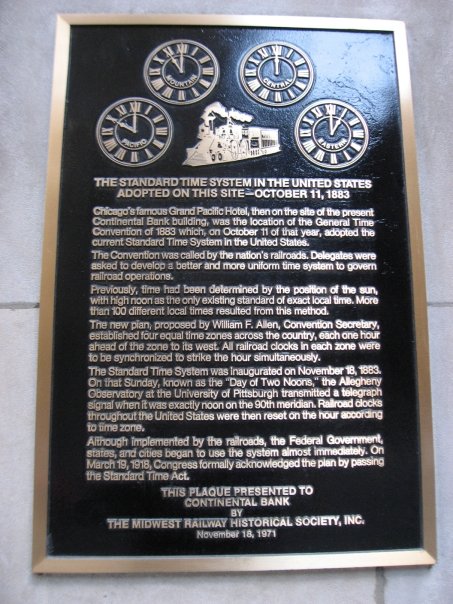 MOUNTAIN
CENTRAL
PACIFIC
EASTERN
THE STANDARD TIME SYSTEM IN THE UNITED STATES
ADOPTED ON THIS SITE—OCTOBER 11, 1883
Chicago's famous Grand Pacific Hotel, then on the site of the present
Continental Bank building, was the location of the General Time
Convention of 1883 which, on October 11 of that year, adopted the
current Standard Time System in the United States.
The Convention was called by the nation's railroads. Delegates were
asked to develop a better and more uniform time system to govern
railroad operations.
Previously, time had been determined by the position of the sun,
with high noon as the only existing standard of exact local time. More
than 100 different local times resulted from this method.
The new plan, proposed by William F. Allen, Convention Secretary,
established four equal time zones across the country, each one hour
ahead of the zone to its west. All railroad clocks in each zone were
to be synchronized to strike the hour simultaneously.
The Standard Time System was inaugurated on November 18, 1883.
On that Sunday, known as the "Day of Two Noons," the Allegheny
Observatory at the University of Pittsburgh transmitted a telegraph
signal when it was exactly noon on the 90th meridian. Railroad clocks
throughout the United States were then reset on the hour according
to time zone.
Although implemented by the railroads, the Federal Government,
states, and cities began to use the system almost immediately. On
March 19, 1918, Congress formally acknowledged the plan by passing
the Standard Time Act.
THIS PLAQUE PRESENTED TO
CONTINENTAL BANK
BY
THE MIDWEST RAILWAY HISTORICAL SOCIETY, INC.
November 18, 1971